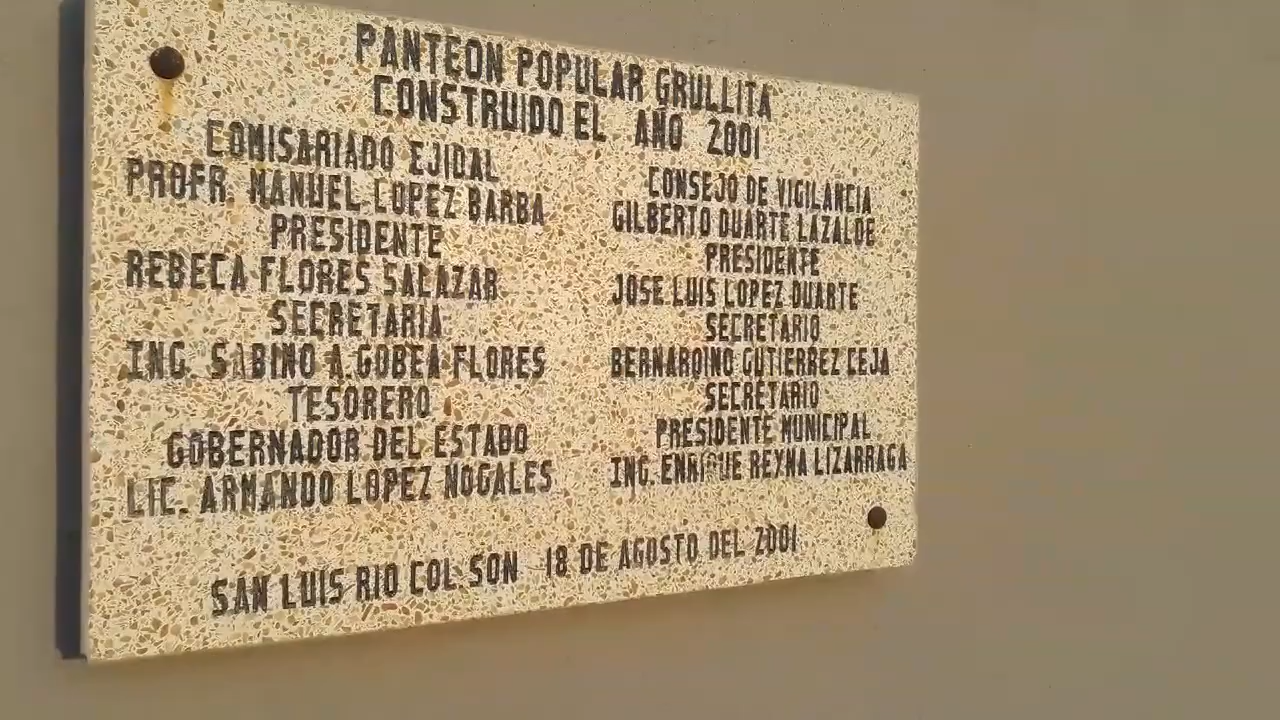 PANTEON POPULAR GRULLITA
CONSTRUIDO EL AÑO 2001
COMISARIADO EJIDAL
PROFR. MANUEL LOPEZ BARBA
PRESIDENTE
REBECA FLORES SALAZAR
SECRETARIA
ING. SABINO A. GOBEA FLORES
TESORERO
GOBERNADOR DEL ESTADO
LIC. ARMANDO LOPEZ NOGALES
CONSEJO DE VIGILANCIA
GILBERTO DUARTE LAZALDE
PRESIDENTE
JOSE LUIS LOPEZ DUARTE
SECRETARIO
BERNARDINO GUTIERREZ CEJA
SECRETARIO
PRESIDENTE MUNICIPAL
ING. ENRIQUE REYNA LIZARRAGA
SAN LUIS RIO COL SON 18 DE AGOSTO DEL 2001